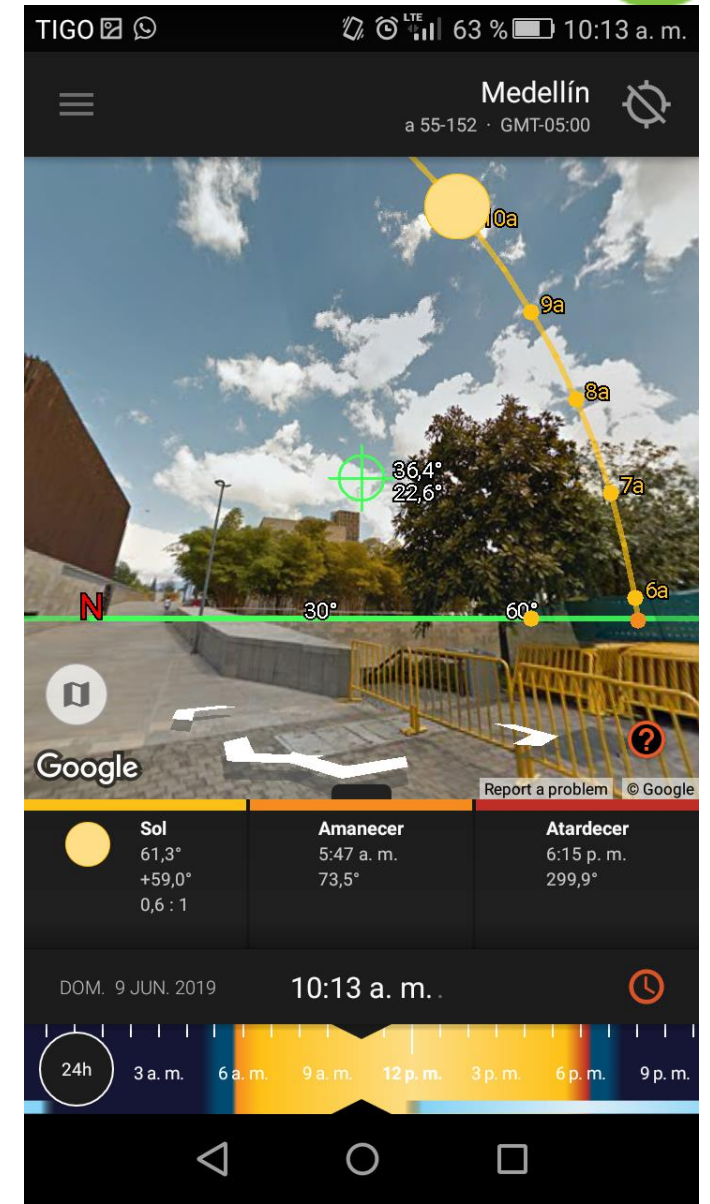 TIGO 63 % 10:13 a. m.
LTE
Medellín
a 55-152 · GMT-05:00
10a
9a
8a
36,4°
22,6°
7a
6a
N 30° 60°
?
Google
Report a problem © Google
Sol Amanecer Atardecer
61,3° 5:47 a. m. 6:15 p. m.
+59,0° 73,5° 299,9°
0,6 : 1
DOM. 9 JUN. 2019 10:13 a. m. .
24h 3 a. m. 6 a. m. 9 a. m. 12 p. m. 3 p. m. 6 p. m. 9 p. m.